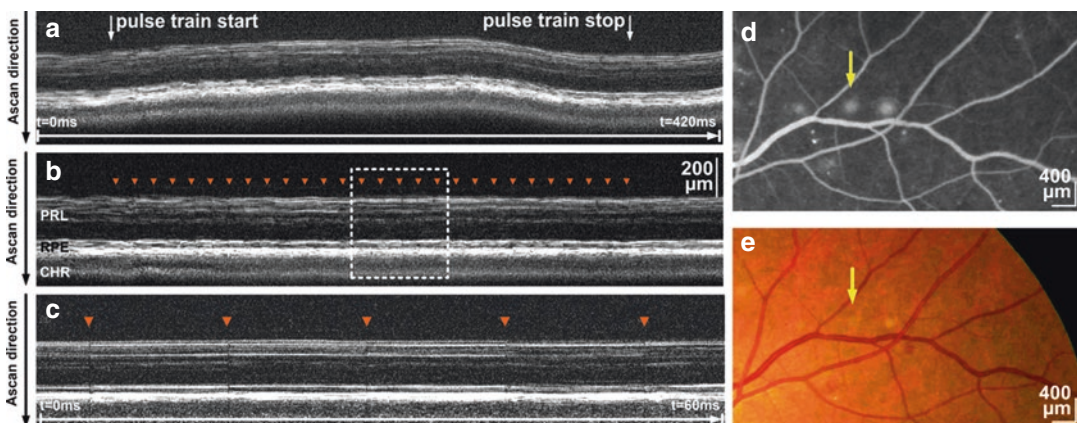 a
pulse train start
pulse train stop
Ascan direction
t=0ms
t=420ms
b
200
µm
PRL
RPE
CHR
Ascan direction
c
Ascan direction
t=0ms
t=60ms
d
400
µm
e
400
µm